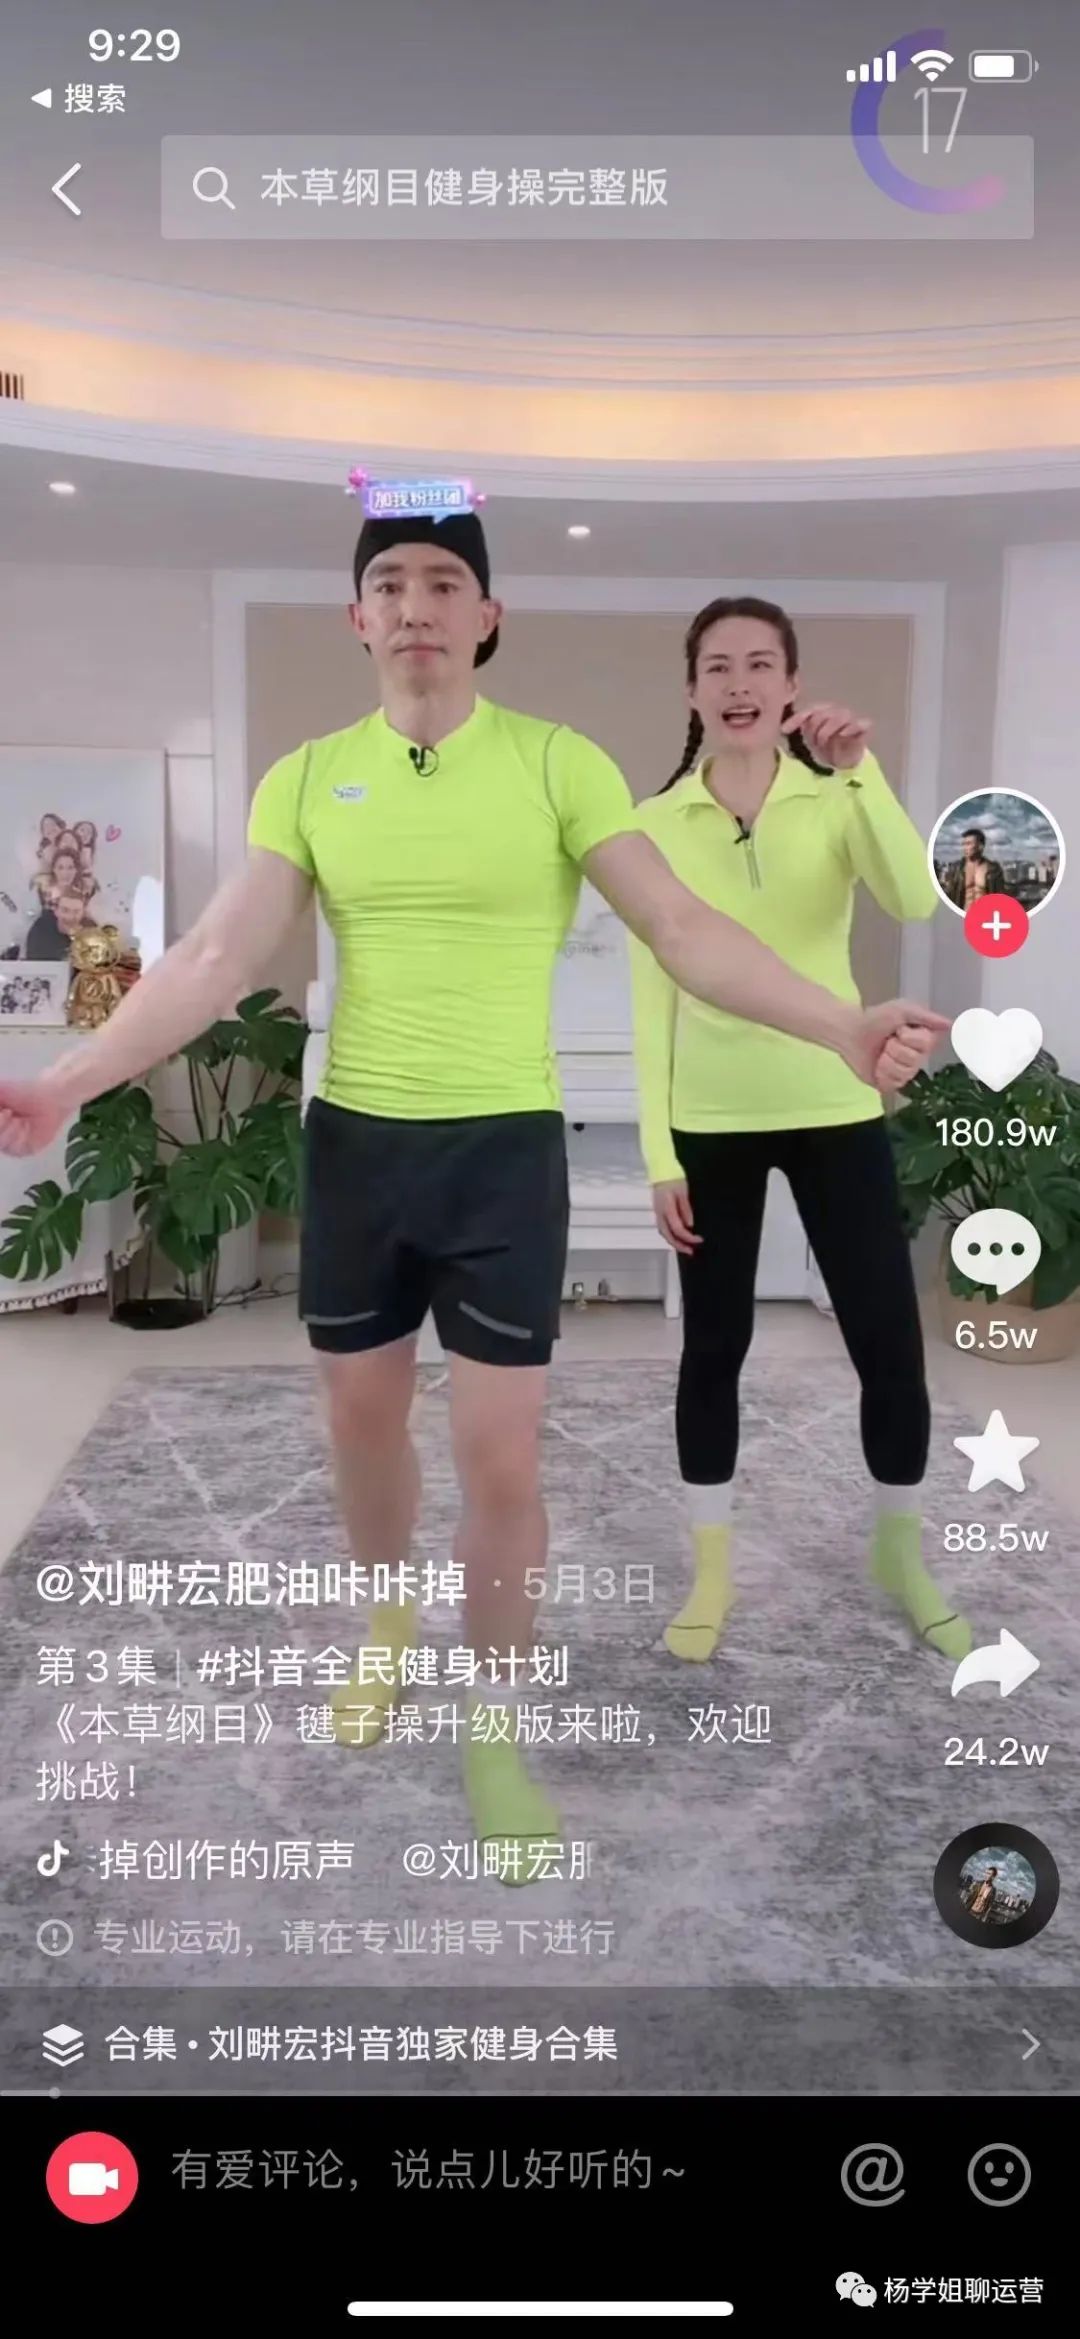 9:29
搜索
17
本草纲目健身操完整版
加我粉丝团
180.9w
6.5w
88.5w
@刘畊宏肥油咔咔掉 · 5月3日
第3集 | #抖音全民健身计划
《本草纲目》毽子操升级版来啦，欢迎
挑战！
24.2w
掉创作的原声 @刘畊宏肥
专业运动，请在专业指导下进行
合集·刘畊宏抖音独家健身合集
有爱评论，说点儿好听的~
@
杨学姐聊运营